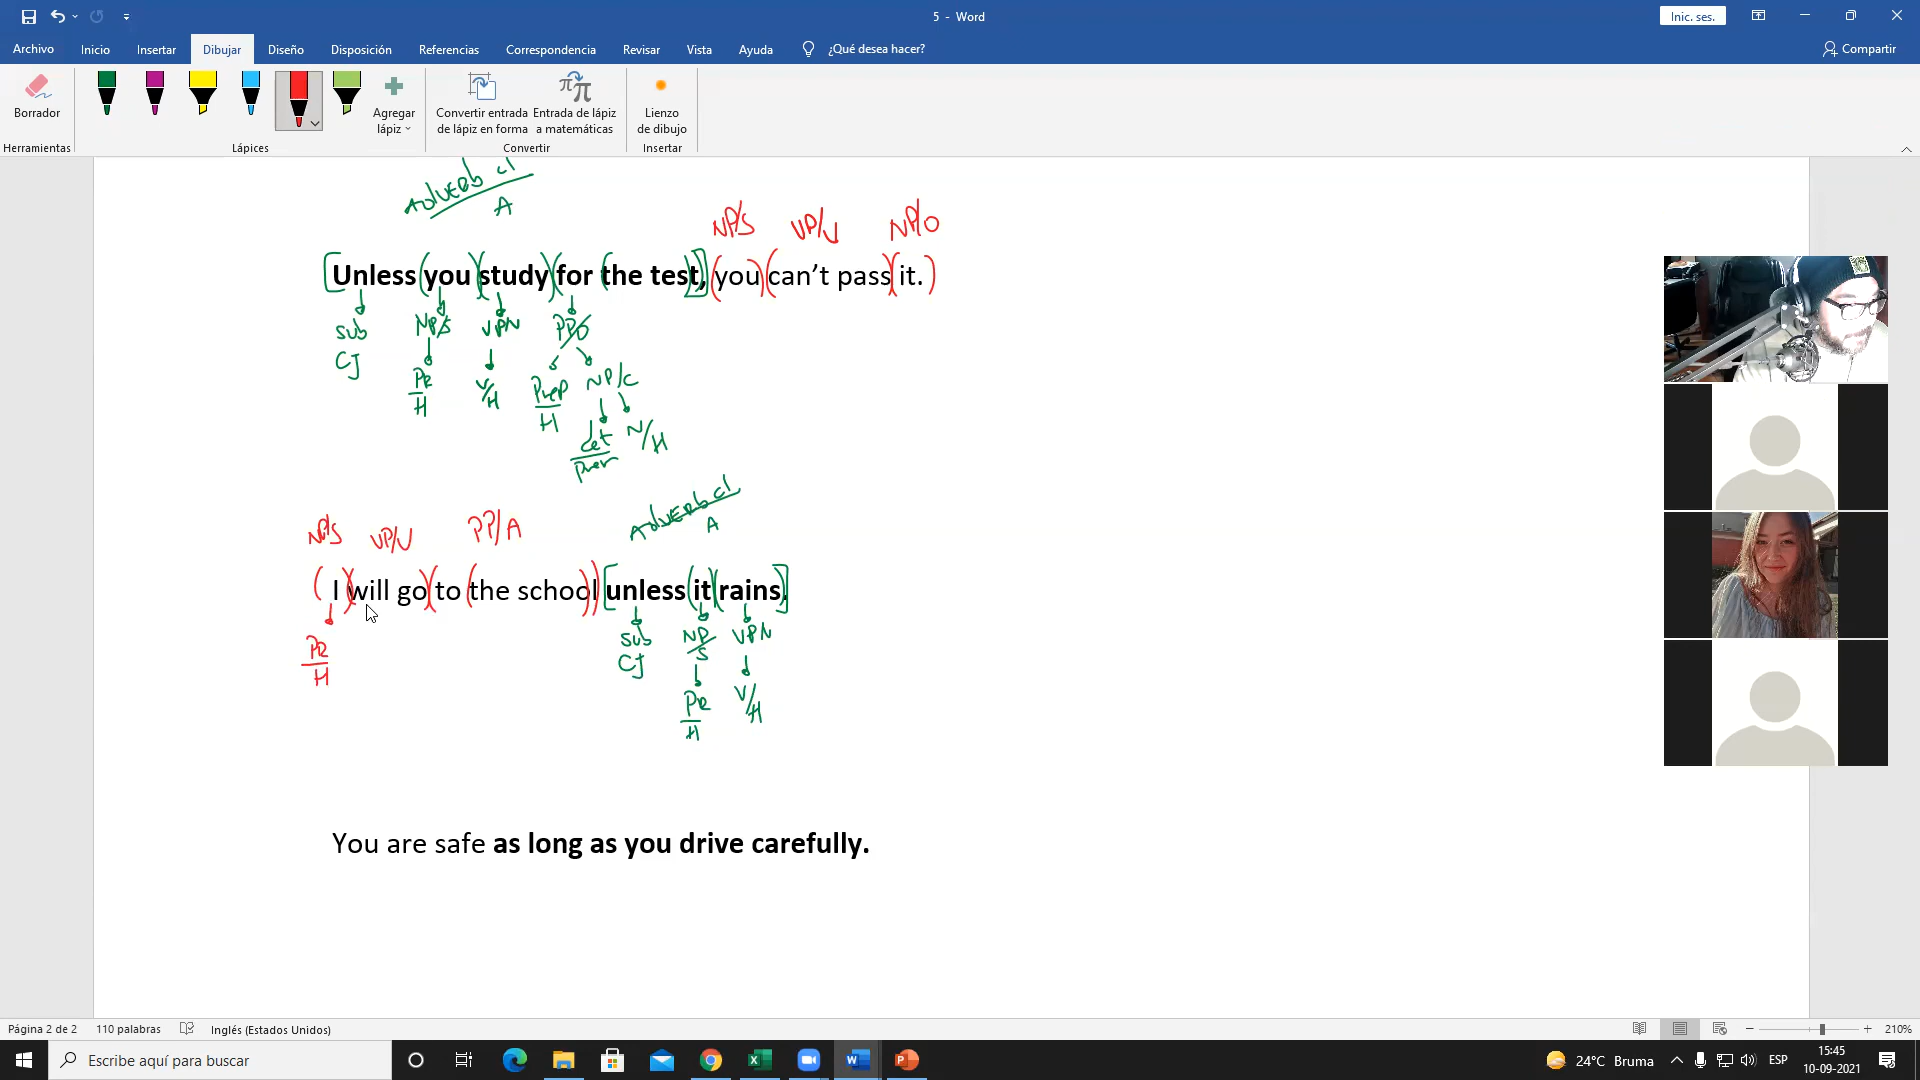 5 - Word
Inic. ses.
Archivo Inicio Insertar Dibujar Diseño Disposición Referencias Correspondencia Revisar Vista Ayuda ¿Qué desea hacer? Compartir
Borrador
Agregar lápiz
Convertir entrada de lápiz en forma
Entrada de lápiz a matemáticas
Lienzo de dibujo
Herramientas Lápices Convertir Insertar
AdvERb cl
A
NP/S VP/V NP/O
[Unless (you)(study)(for (the test,))] (you)(can't pass)(it.)
sub CJ NP/S VP/V PP/O
PR/H V/H Prep/H NP/C
det/Prer N/H
AdvERb cl
A
NP/S VP/V PP/A
(I)(will go)(to (the school)) [unless (it)(rains.)]
PR/H sub CJ NP/S VP/V
PR/H V/H
You are safe as long as you drive carefully.
Página 2 de 2 110 palabras Inglés (Estados Unidos) 210%
Escribe aquí para buscar
24°C Bruma ESP 15:45
10-09-2021